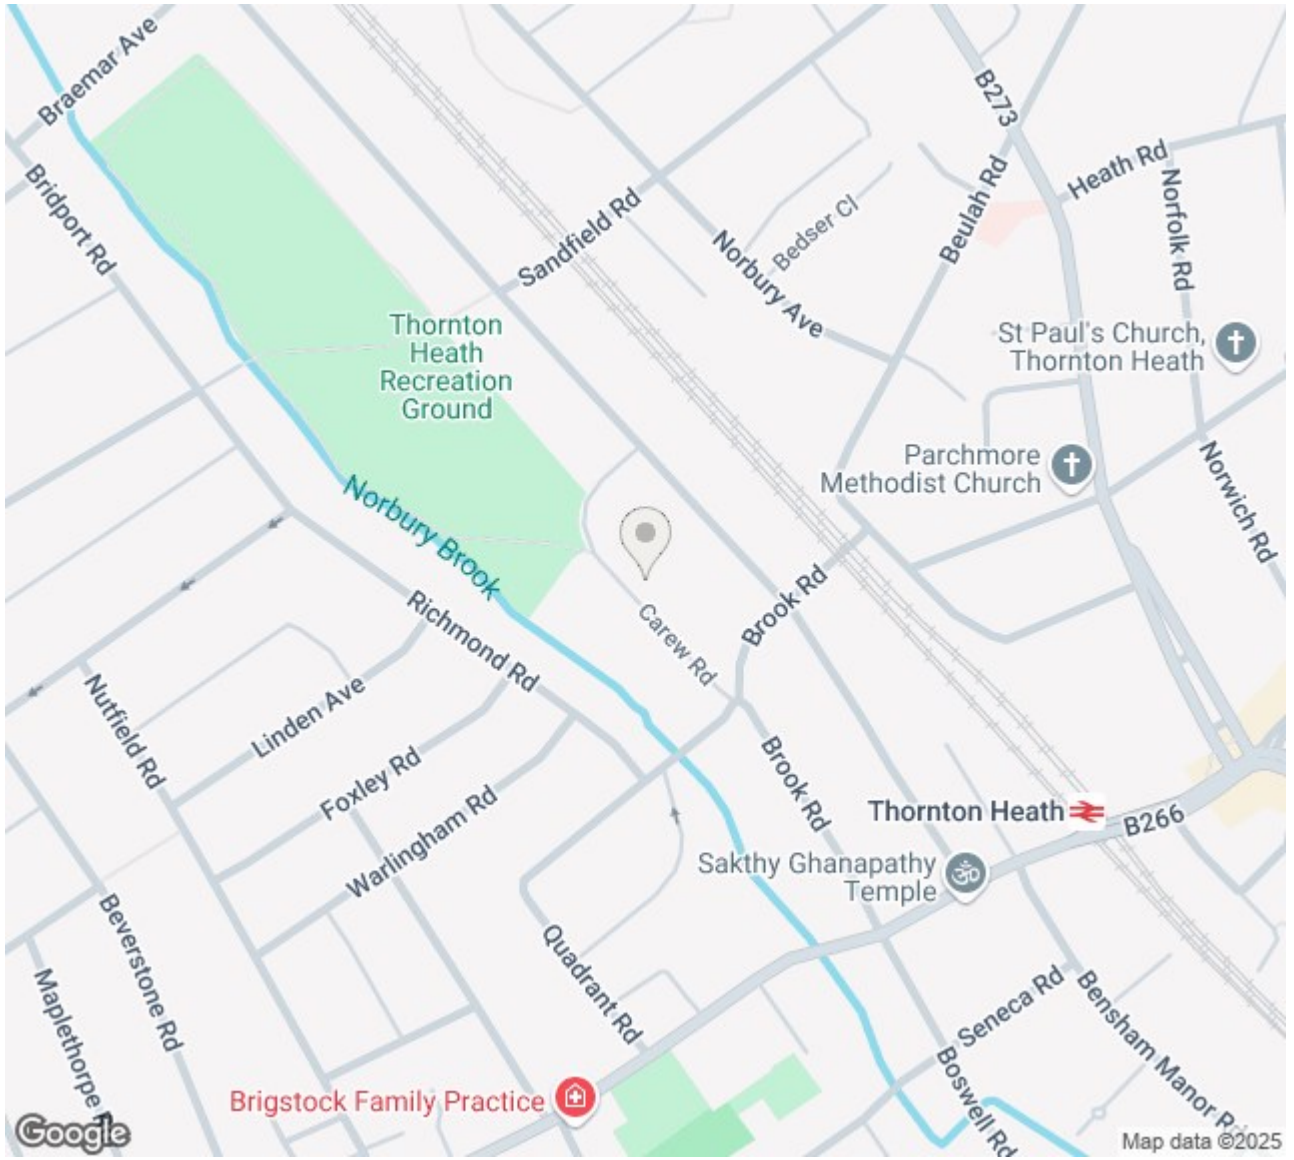 Braemar Ave
B273
Bridport Rd
Heath Rd
Sandfield Rd
Bedser Cl
Beulah Rd
Norfolk Rd
Norbury Ave
Thornton
Heath
Recreation
Ground
St Paul's Church,
Thornton Heath
Parchmore
Methodist Church
Norwich Rd
Norbury Brook
Richmond Rd
Carew Rd
Brook Rd
Nutfield Rd
Linden Ave
Foxley Rd
Warlingham Rd
Brook Rd
Thornton Heath
B266
Sakthy Ghanapathy
Temple
Beverstone Rd
Maplethorpe
Quadrant Rd
Seneca Rd
Bensham Manor Rd
Boswell Rd
Brigstock Family Practice
Google
Map data ©2025